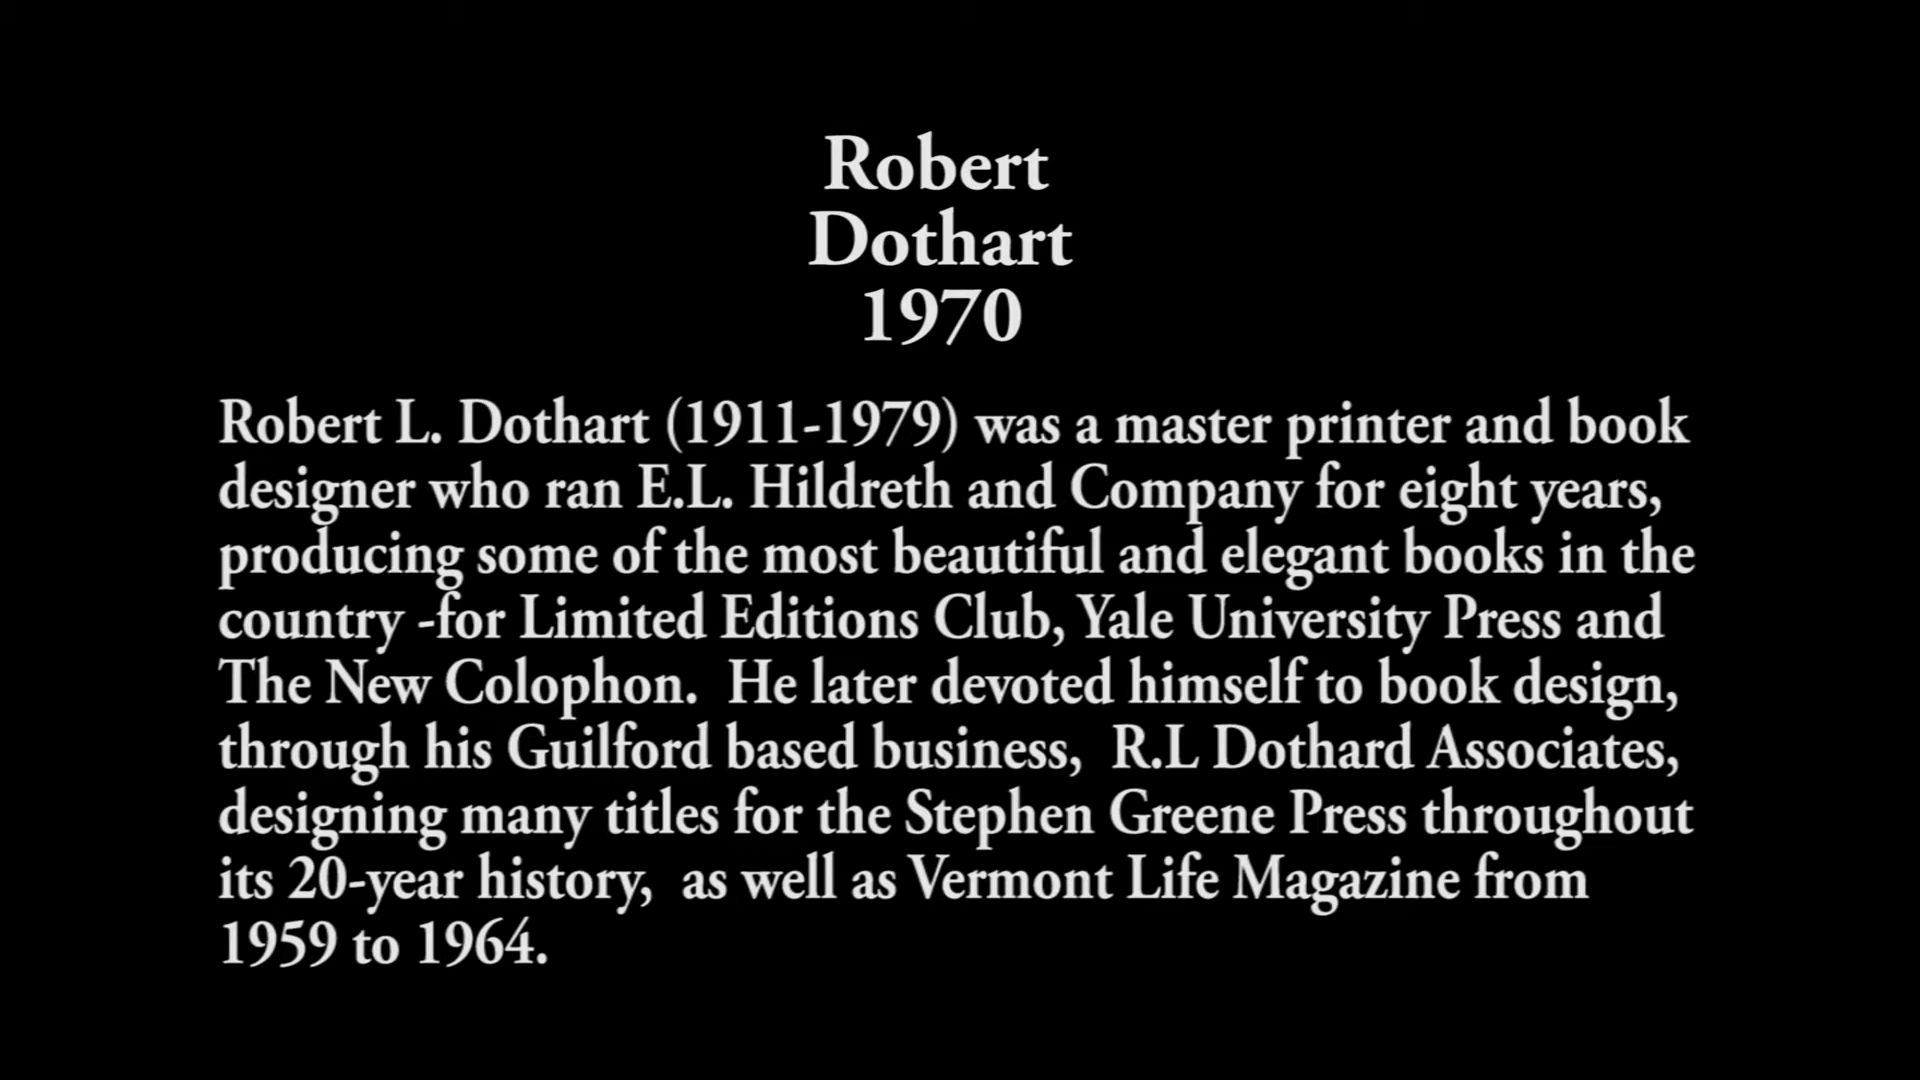 Robert
Dothart
1970
Robert L. Dothart (1911-1979) was a master printer and book
designer who ran E.L. Hildreth and Company for eight years,
producing some of the most beautiful and elegant books in the
country -for Limited Editions Club, Yale University Press and
The New Colophon.  He later devoted himself to book design,
through his Guilford based business,  R.L Dothard Associates,
designing many titles for the Stephen Greene Press throughout
its 20-year history,  as well as Vermont Life Magazine from
1959 to 1964.